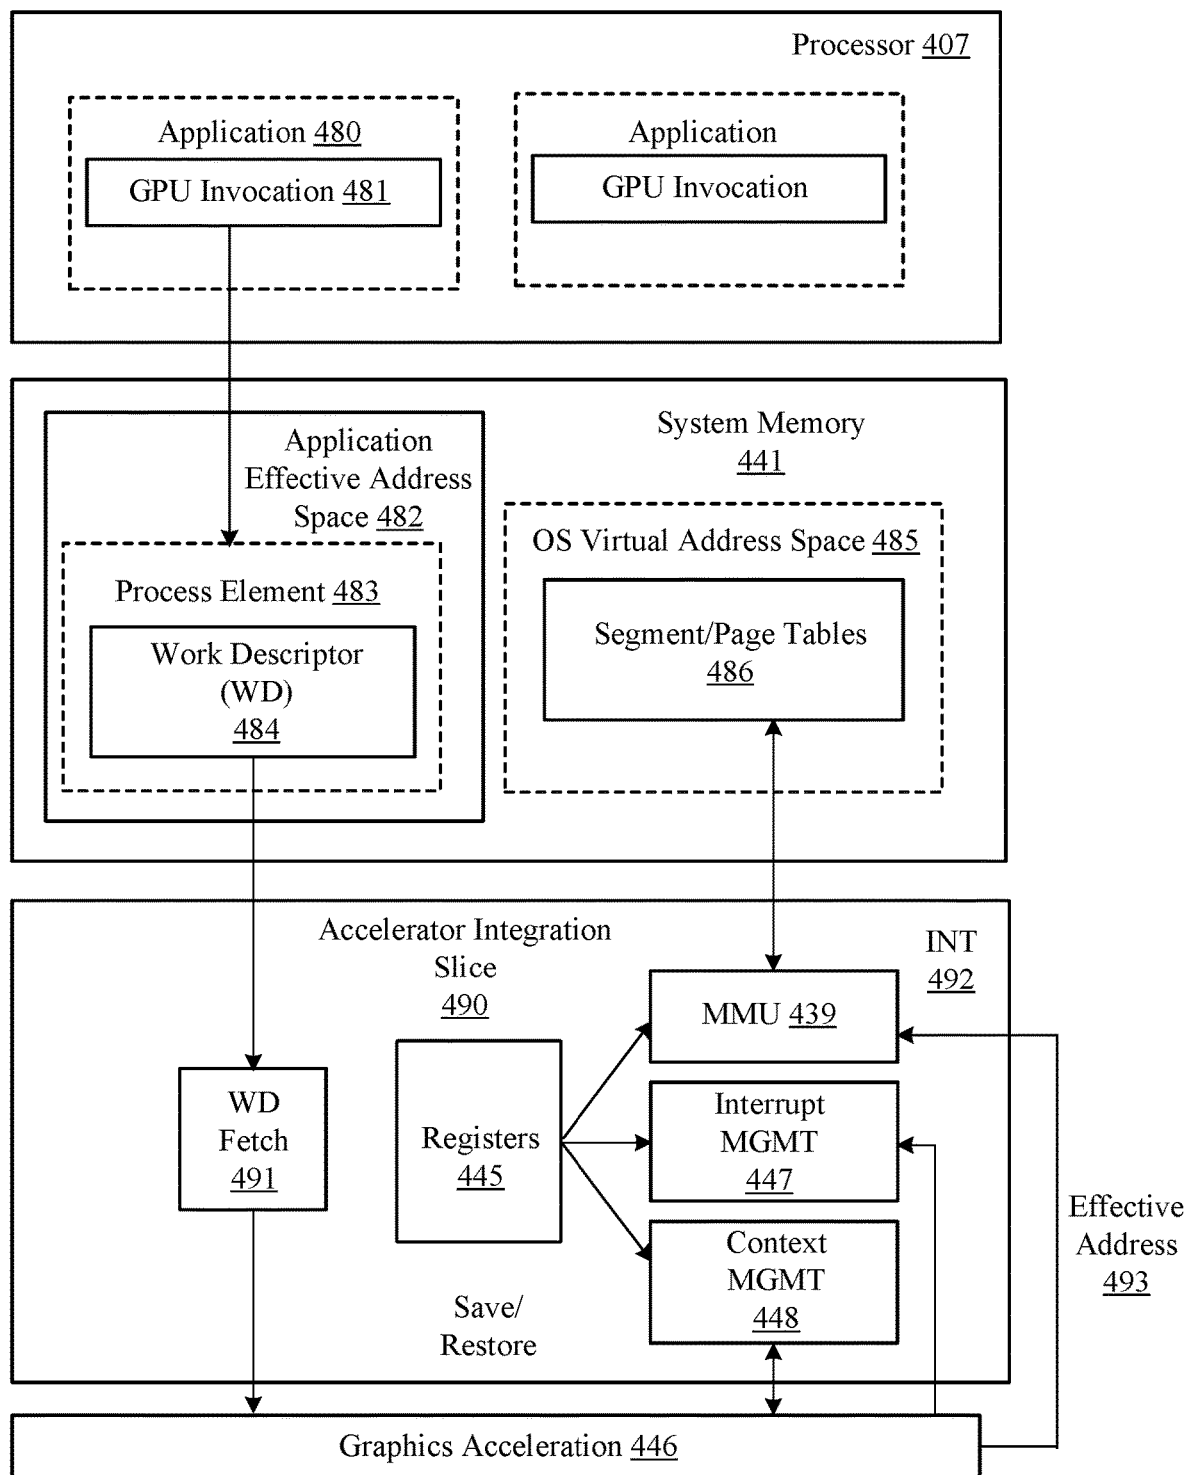 Processor 407
Application 480
GPU Invocation 481
Application
GPU Invocation
Application
Effective Address
Space 482
Process Element 483
Work Descriptor
(WD)
484
System Memory
441
OS Virtual Address Space 485
Segment/Page Tables
486
Accelerator Integration
Slice
490
INT
492
MMU 439
WD
Fetch
491
Registers
445
Interrupt
MGMT
447
Context
MGMT
448
Save/
Restore
Effective
Address
493
Graphics Acceleration 446